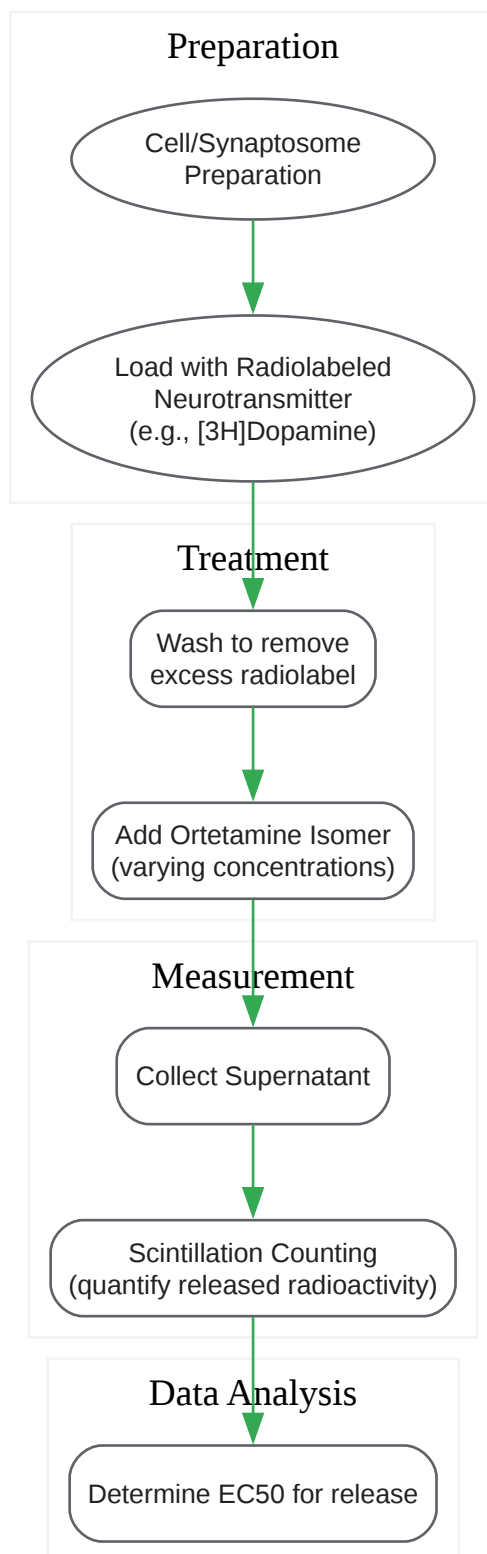 Preparation
Cell/Synaptosome
Preparation
Load with Radiolabeled
Neurotransmitter
(e.g., [3H]Dopamine)
Treatment
Wash to remove
excess radiolabel
Add Ortetamine Isomer
(varying concentrations)
Measurement
Collect Supernatant
Scintillation Counting
(quantify released radioactivity)
Data Analysis
Determine EC50 for release